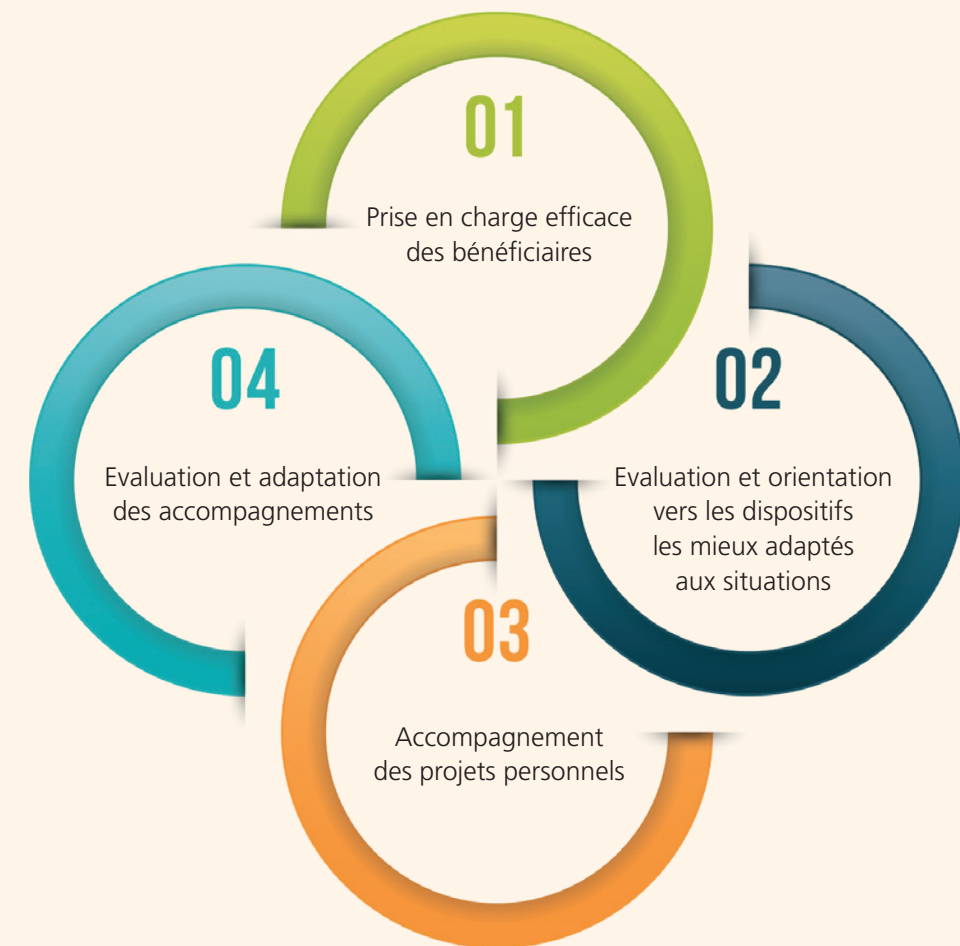 01
Prise en charge efficace
des bénéficiaires
02
Evaluation et orientation
vers les dispositifs
les mieux adaptés
aux situations
03
Accompagnement
des projets personnels
04
Evaluation et adaptation
des accompagnements